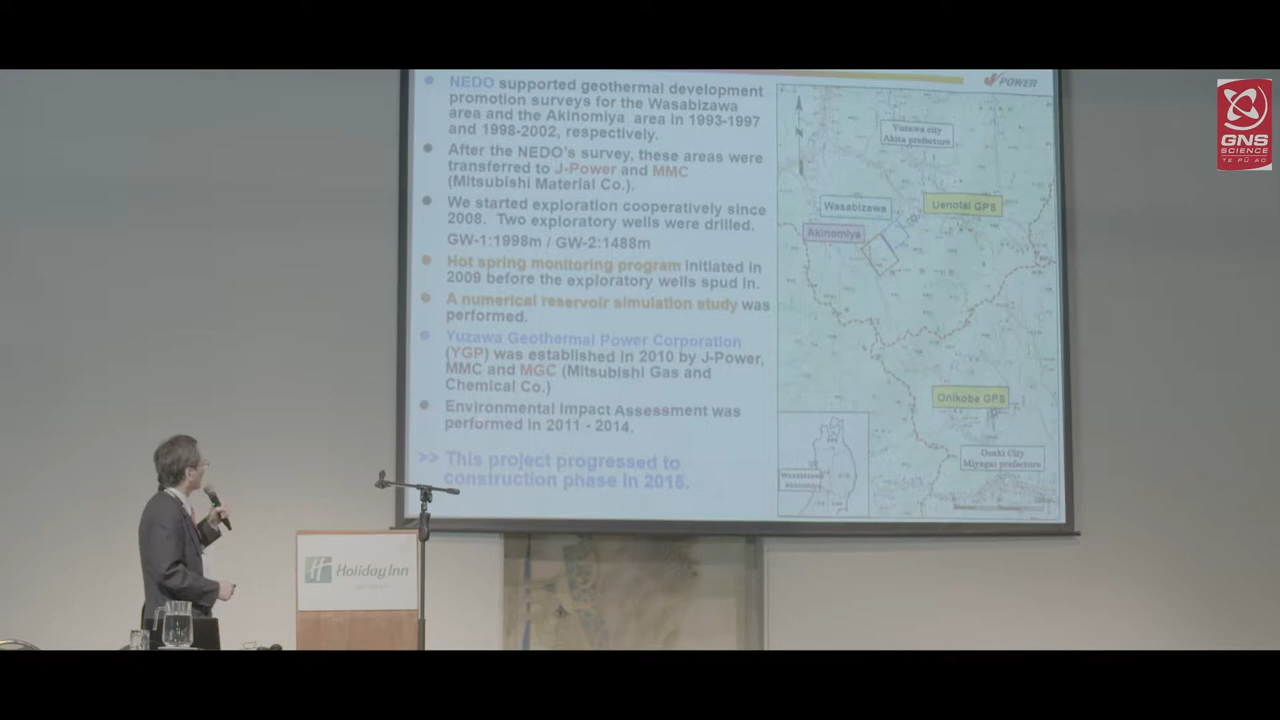 NEDO supported geothermal development
promotion surveys for the Wasabizawa
area and the Akinomiya area in 1993-1997
and 1998-2002, respectively.
After the NEDO's survey, these areas were
transferred to J-Power and MMC
(Mitsubishi Material Co.).
We started exploration cooperatively since
2008. Two exploratory wells were drilled.
GW-1:1998m / GW-2:1488m
Hot spring monitoring program initiated in
2009 before the exploratory wells spud in.
A numerical reservoir simulation study was
performed.
Yuzawa Geothermal Power Corporation
(YGP) was established in 2010 by J-Power,
MMC and MGC (Mitsubishi Gas and
Chemical Co.)
Environmental Impact Assessment was
performed in 2011 - 2014.
>> This project progressed to
construction phase in 2015.
POWER
Yuzawa city
Akita prefecture
Wasabizawa
Uenotai GPS
Akinomiya
Onikobe GPS
Osaki City
Miyagi prefecture
Wasabizawa
Akinomiya
GNS
SCIENCE
TE PŪ AO
Holiday Inn